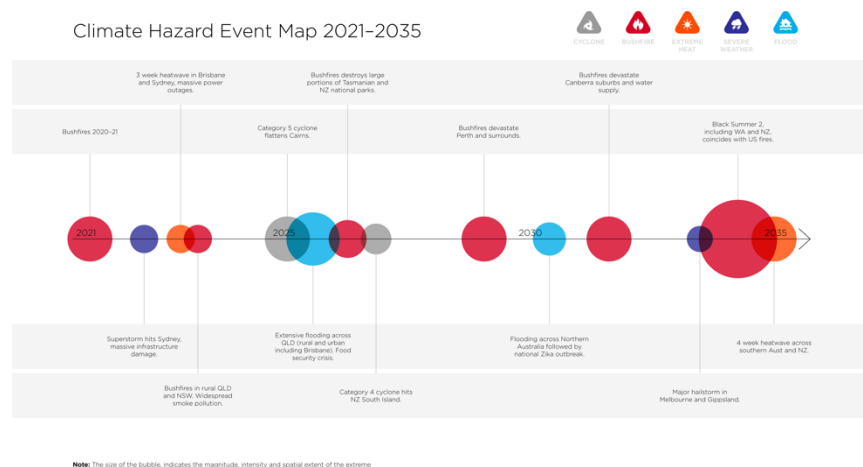 Climate Hazard Event Map 2021–2035
CYCLONE
BUSHFIRE
EXTREME
HEAT
SEVERE
WEATHER
FLOOD
3 week heatwave in Brisbane
and Sydney, massive power
outages.
Bushfires destroys large
portions of Tasmanian and
NZ national parks.
Bushfires devastate
Canberra suburbs and water
supply.
Bushfires 2020–21
Category 5 cyclone
flattens Cairns.
Bushfires devastate
Perth and surrounds.
Black Summer 2,
including WA and NZ,
coincides with US fires.
2021
2025
2030
2035
Superstorm hits Sydney,
massive infrastructure
damage.
Extensive flooding across
QLD (rural and urban
including Brisbane). Food
security crisis.
Flooding across Northern
Australia followed by
national Zika outbreak.
4 week heatwave across
southern Aust and NZ.
Bushfires in rural QLD
and NSW. Widespread
smoke pollution.
Category 4 cyclone hits
NZ South Island.
Major hailstorm in
Melbourne and Gippsland.
Note: The size of the bubble, indicates the magnitude, intensity and spatial extent of the extreme